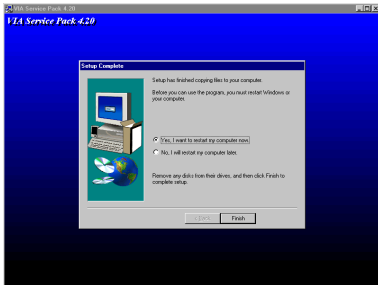 VIA Service Pack 4.20
VIA Service Pack 4.20
Setup Complete
Setup has finished copying files to your computer.
Before you can use the program, you must restart Windows or
your computer.
Yes, I want to restart my computer now.
No, I will restart my computer later.
Remove any disks from their drives, and then click Finish to
complete setup.
< Back
Finish